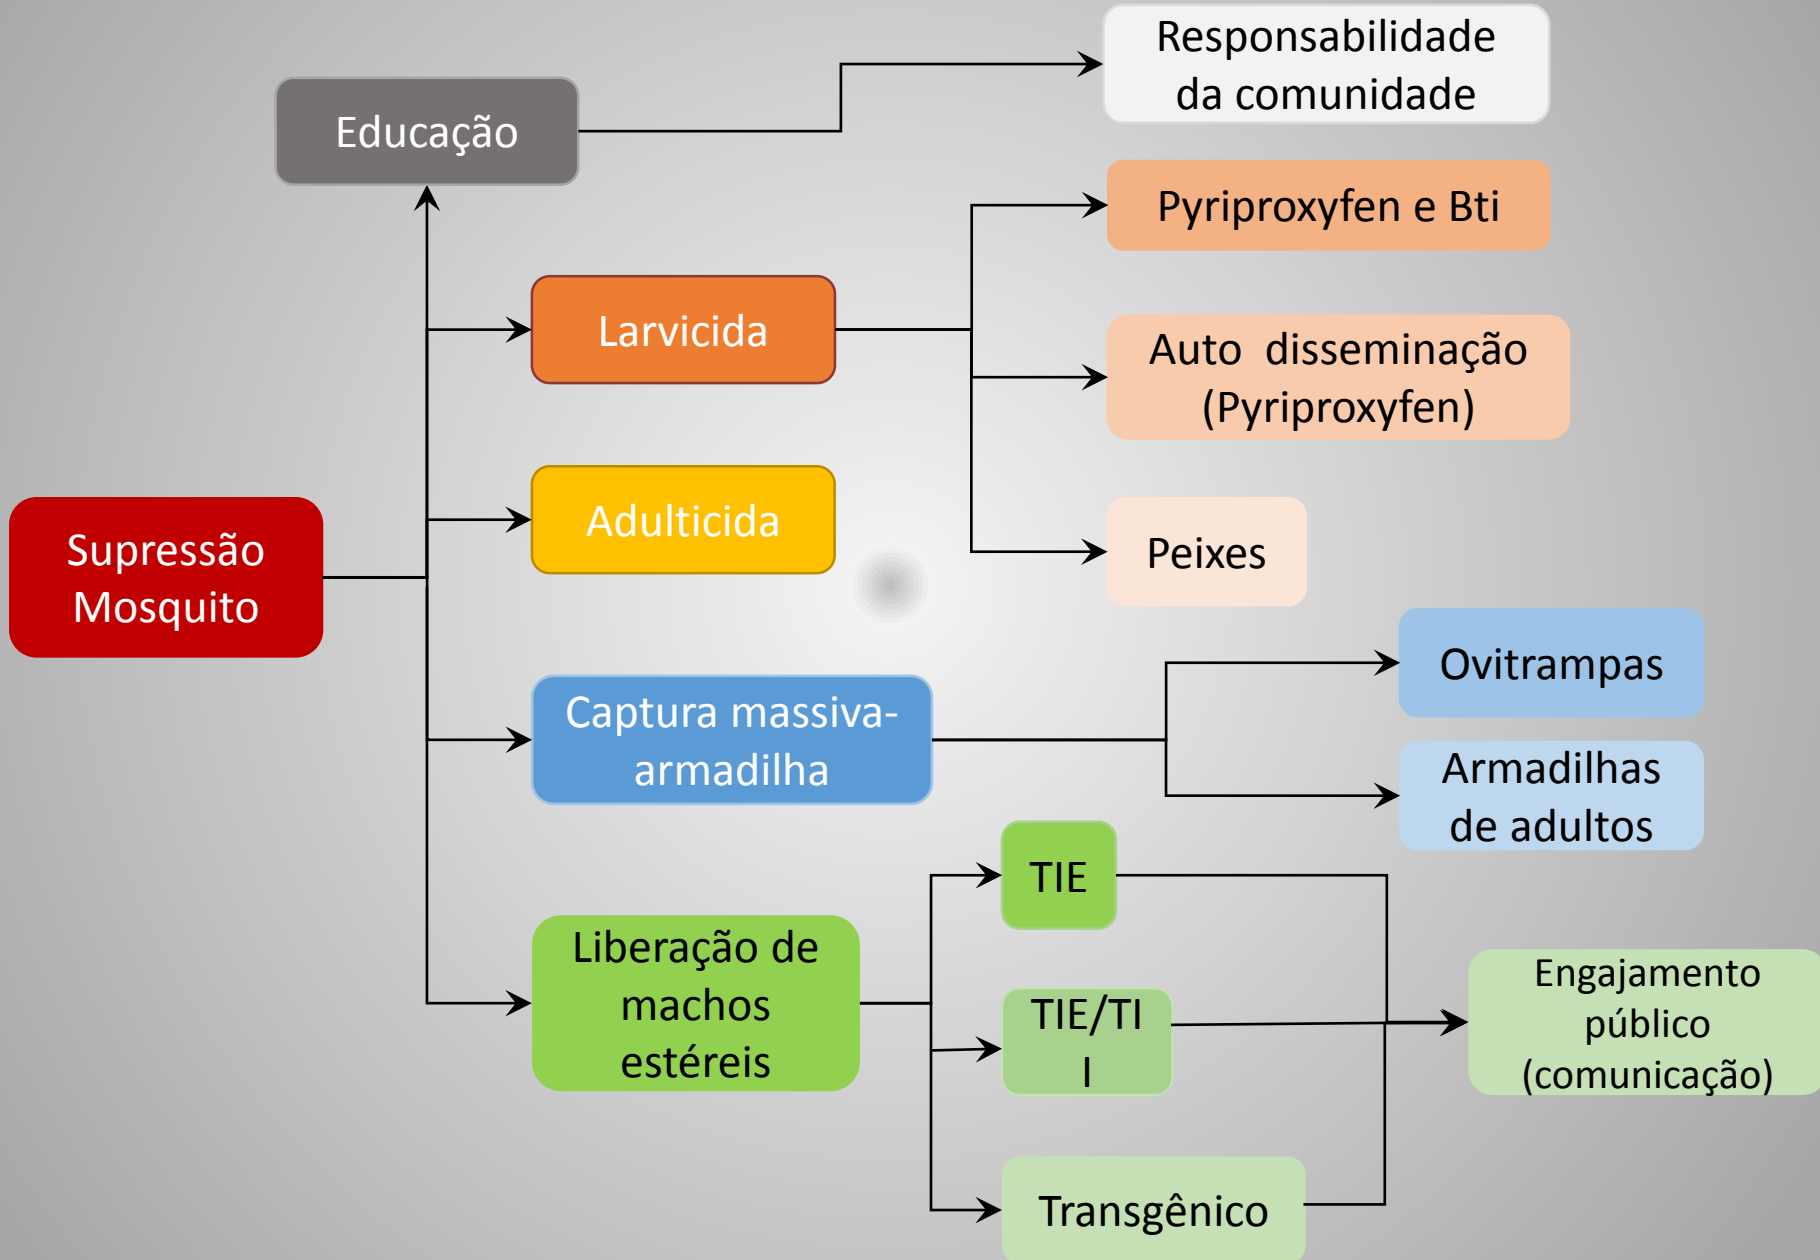 Responsabilidade
da comunidade
Educação
Pyriproxyfen e Bti
Larvicida
Auto  disseminação
(Pyriproxyfen)
Adulticida
Supressão
Mosquito
Peixes
Ovitrampas
Captura massiva-
armadilha
Armadilhas
de adultos
TIE
Liberação de
machos
estéreis
TIE/TI
I
Engajamento
público
(comunicação)
Transgênico